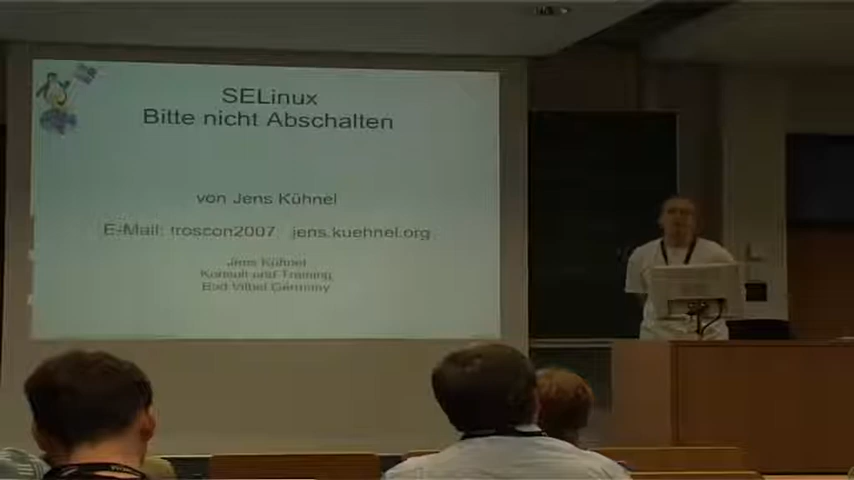 SELinux
Bitte nicht Abschalten
von Jens Kühnel
E-Mail: froscon2007 jens.kuehnel.org
Jens Kühnel
Konsult und Training
Bad Vilbel Germany